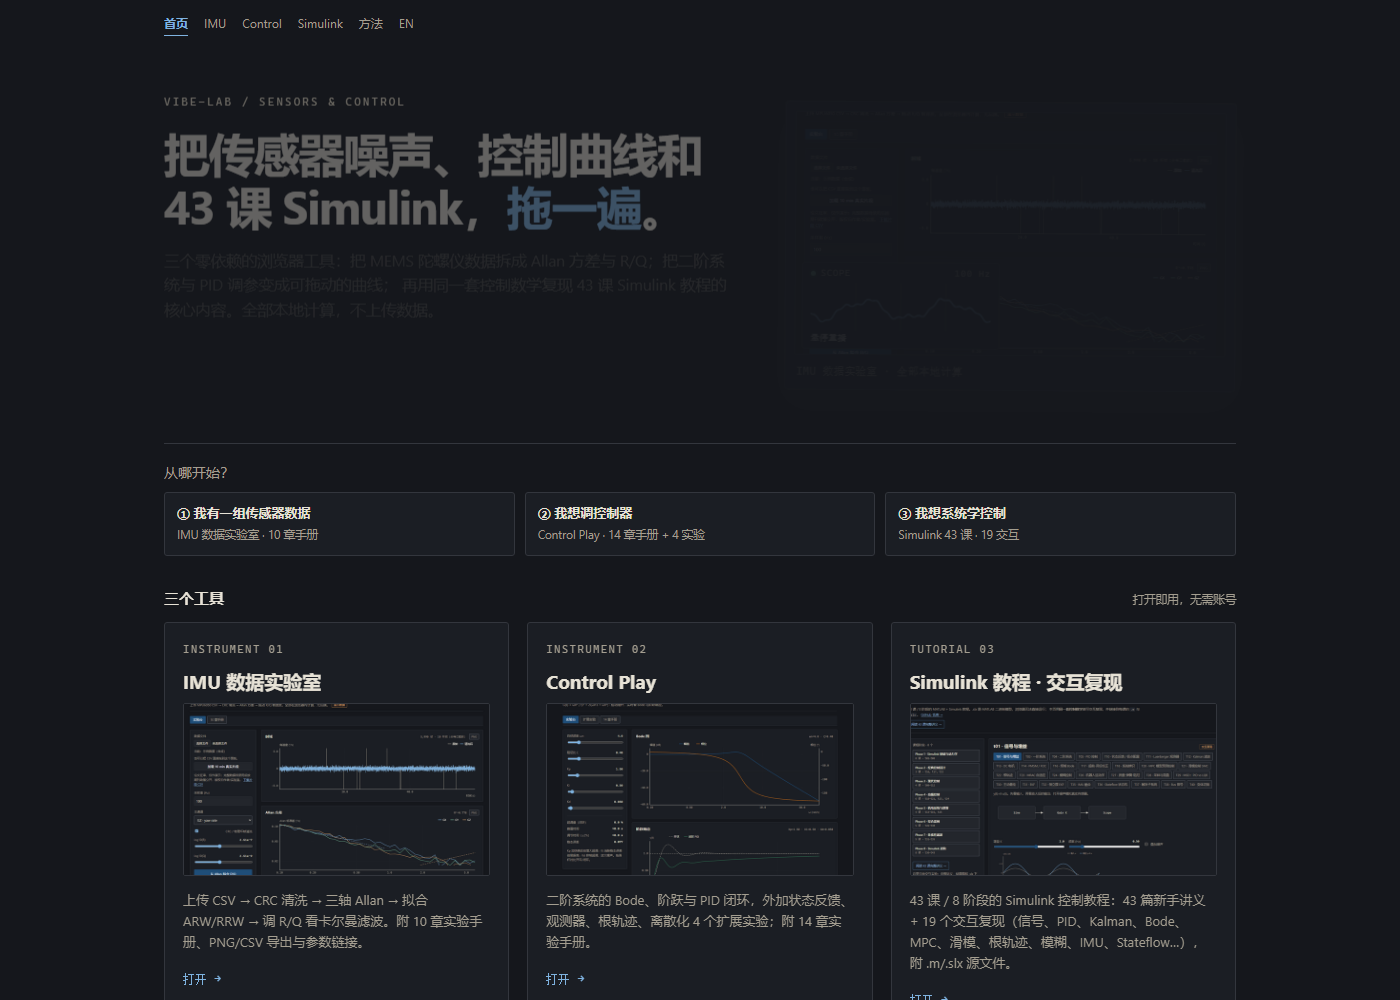 首页 IMU Control Simulink 方法 EN
VIBE-LAB / SENSORS & CONTROL
把传感器噪声、控制曲线和
43 课 Simulink，拖一遍。
三个零依赖的浏览器工具：把 MEMS 陀螺仪数据拆成 Allan 方差与 R/Q；把二阶系
统与 PID 调参变成可拖动的曲线； 再用同一套控制数学复现 43 课 Simulink 教程的
核心内容。全部本地计算，不上传数据。
从哪开始?
① 我有一组传感器数据
IMU 数据实验室 · 10 章手册
② 我想调控制器
Control Play · 14 章手册 + 4 实验
③ 我想系统学控制
Simulink 43 课 · 19 交互
三个工具
打开即用，无需账号
INSTRUMENT 01
IMU 数据实验室
上传 CSV → CRC 清洗 → 三轴 Allan → 拟合
ARW/RRW → 调 R/Q 看卡尔曼滤波。附 10 章实验手
册、PNG/CSV 导出与参数链接。
打开 →
INSTRUMENT 02
Control Play
二阶系统的 Bode、阶跃与 PID 闭环，外加状态反馈、
观测器、根轨迹、离散化 4 个扩展实验；附 14 章实
验手册。
打开 →
TUTORIAL 03
Simulink 教程 · 交互复现
43 课 / 8 阶段的 Simulink 控制教程：43 篇新手讲义
+ 19 个交互复现（信号、PID、Kalman、Bode、
MPC、滑模、根轨迹、模糊、IMU、Stateflow…），
附 .m/.slx 源文件。
打开 →